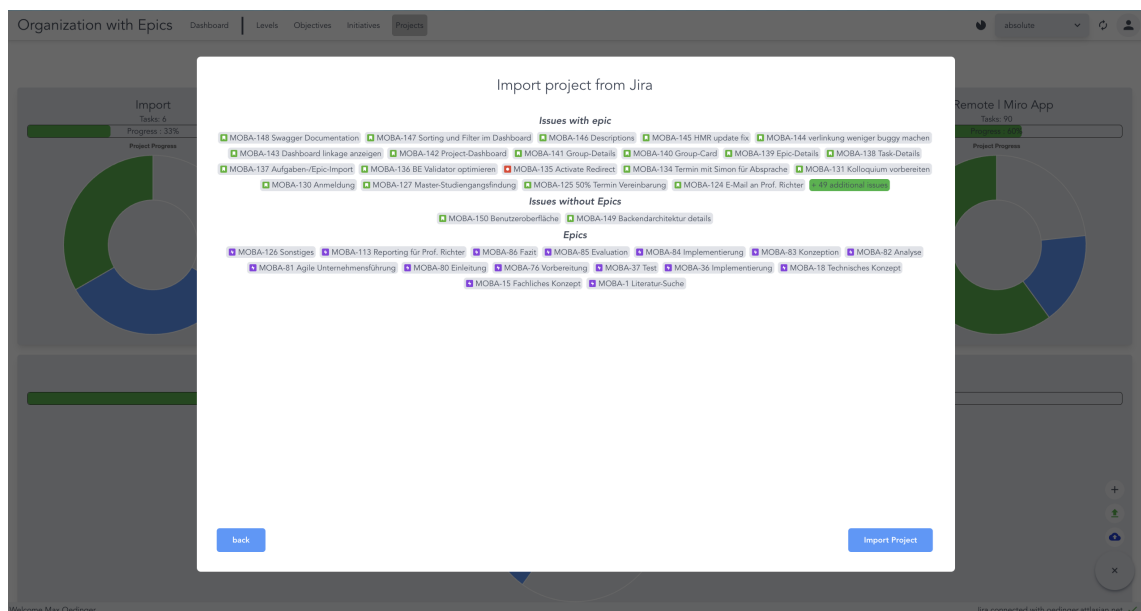 Organization with Epics Dashboard Levels Objectives Initiatives Projects absolute
Import project from Jira
Import
Tasks: 6
Progress : 33%
Project Progress
Remote | Miro App
Tasks: 90
Progress : 60%
Project Progress
Issues with epic
MOBA-148 Swagger Documentation MOBA-147 Sorting und Filter im Dashboard MOBA-146 Descriptions MOBA-145 HMR update fix MOBA-144 verlinkung weniger buggy machen
MOBA-143 Dashboard linkage anzeigen MOBA-142 Project-Dashboard MOBA-141 Group-Details MOBA-140 Group-Card MOBA-139 Epic-Details MOBA-138 Task-Details
MOBA-137 Aufgaben-/Epic-Import MOBA-136 BE Validator optimieren MOBA-135 Activate Redirect MOBA-134 Termin mit Simon für Absprache MOBA-131 Kolloquium vorbereiten
MOBA-130 Anmeldung MOBA-127 Master-Studiengangsfindung MOBA-125 50% Termin Vereinbarung MOBA-124 E-Mail an Prof. Richter + 49 additional issues
Issues without Epics
MOBA-150 Benutzeroberfläche MOBA-149 Backendarchitektur details
Epics
MOBA-126 Sonstiges MOBA-113 Reporting für Prof. Richter MOBA-86 Fazit MOBA-85 Evaluation MOBA-84 Implementierung MOBA-83 Konzeption MOBA-82 Analyse
MOBA-81 Agile Unternehmensführung MOBA-80 Einleitung MOBA-76 Vorbereitung MOBA-37 Test MOBA-36 Implementierung MOBA-18 Technisches Konzept
MOBA-15 Fachliches Konzept MOBA-1 Literatur-Suche
back Import Project
Welcome Max Oedinger Jira connected with oedinger.atlassian.net